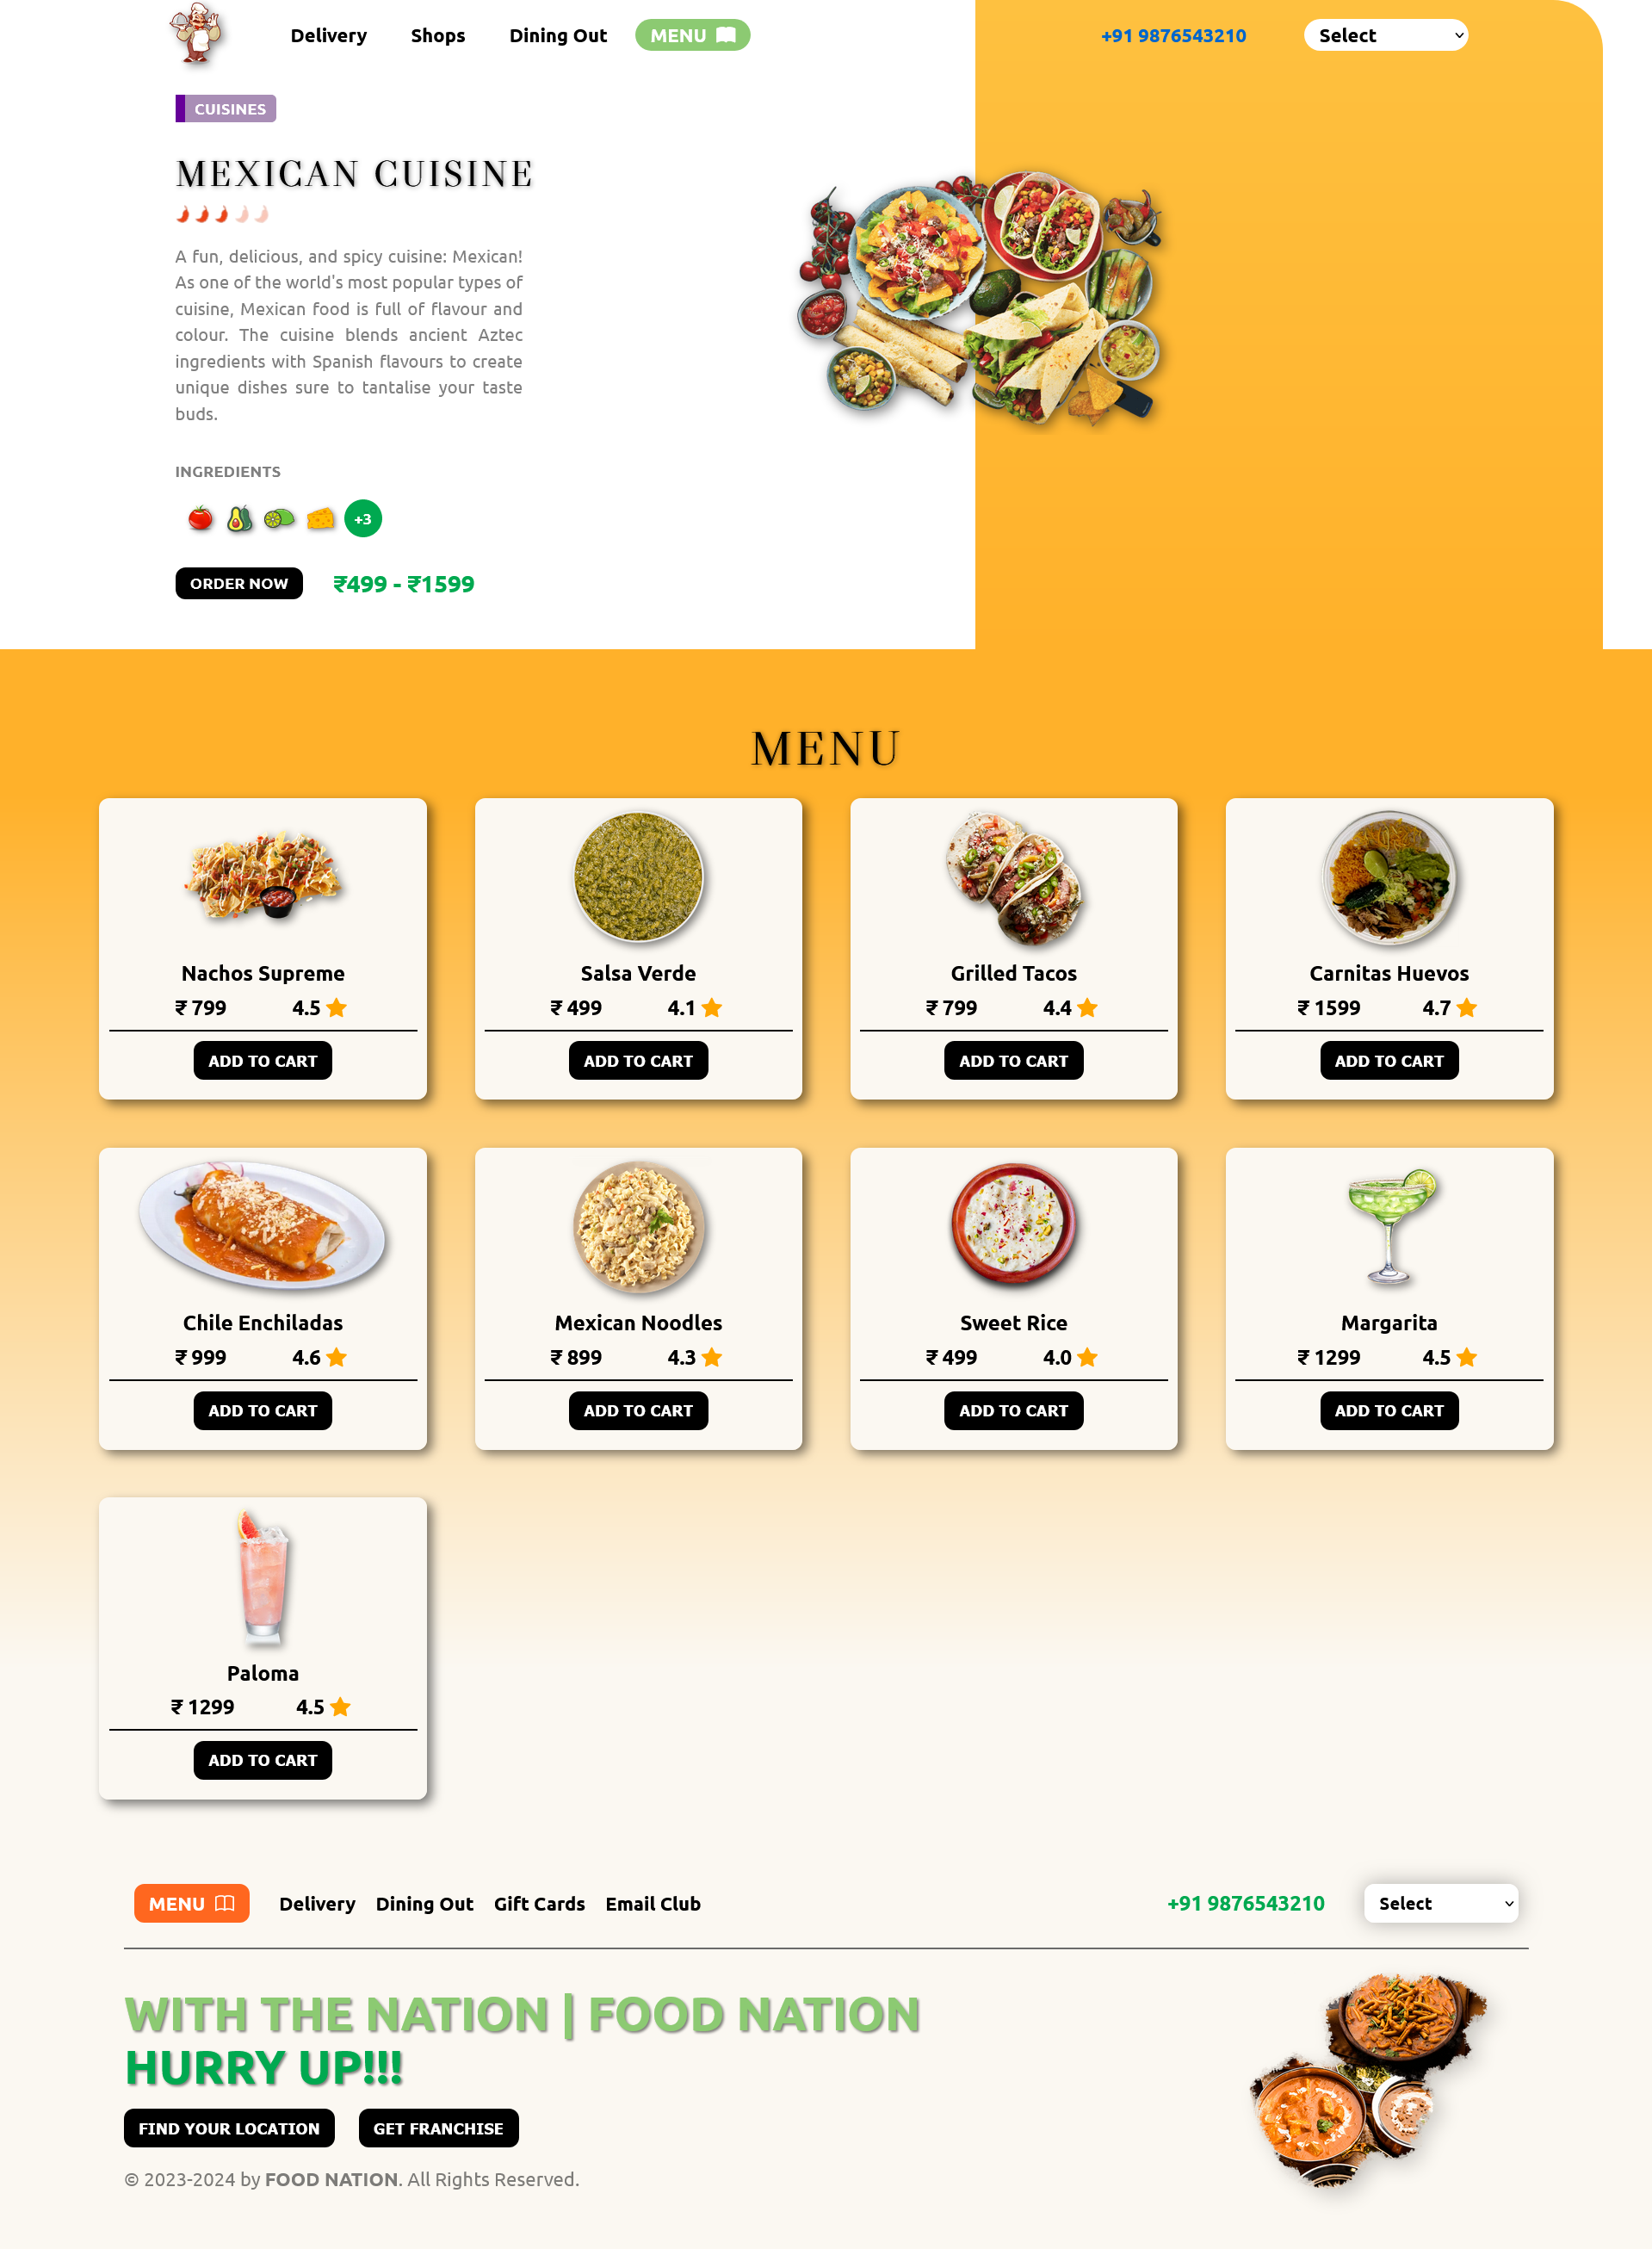 Delivery Shops Dining Out MENU +91 9876543210 Select
CUISINES
MEXICAN CUISINE
A fun, delicious, and spicy cuisine: Mexican!
As one of the world's most popular types of
cuisine, Mexican food is full of flavour and
colour. The cuisine blends ancient Aztec
ingredients with Spanish flavours to create
unique dishes sure to tantalise your taste
buds.
INGREDIENTS
+3
ORDER NOW ₹499 - ₹1599
MENU
Nachos Supreme
₹ 799 4.5
ADD TO CART
Salsa Verde
₹ 499 4.1
ADD TO CART
Grilled Tacos
₹ 799 4.4
ADD TO CART
Carnitas Huevos
₹ 1599 4.7
ADD TO CART
Chile Enchiladas
₹ 999 4.6
ADD TO CART
Mexican Noodles
₹ 899 4.3
ADD TO CART
Sweet Rice
₹ 499 4.0
ADD TO CART
Margarita
₹ 1299 4.5
ADD TO CART
Paloma
₹ 1299 4.5
ADD TO CART
MENU Delivery Dining Out Gift Cards Email Club +91 9876543210 Select
WITH THE NATION | FOOD NATION
HURRY UP!!!
FIND YOUR LOCATION GET FRANCHISE
© 2023-2024 by FOOD NATION. All Rights Reserved.